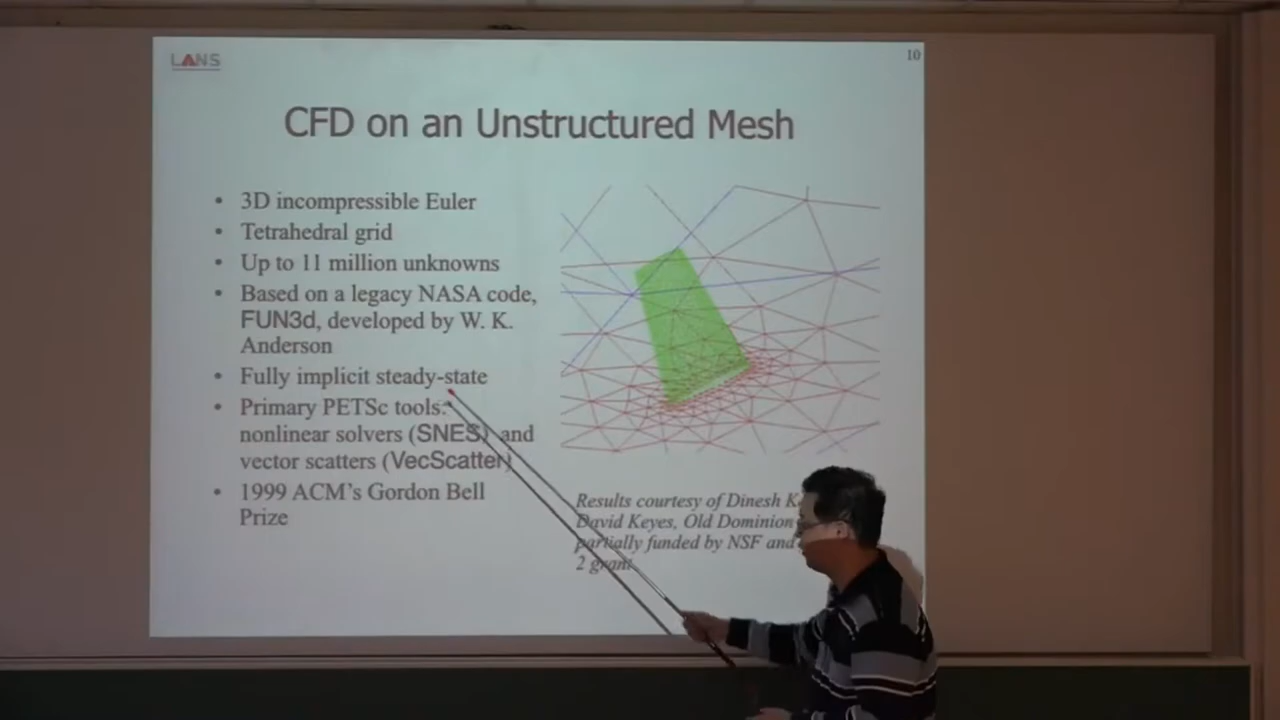 LANS
10
CFD on an Unstructured Mesh
• 3D incompressible Euler
• Tetrahedral grid
• Up to 11 million unknowns
• Based on a legacy NASA code,
FUN3d, developed by W. K.
Anderson
• Fully implicit steady-state
• Primary PETSc tools:
nonlinear solvers (SNES) and
vector scatters (VecScatter)
• 1999 ACM's Gordon Bell
Prize
Results courtesy of Dinesh
David Keyes, Old Dominion
partially funded by NSF and
2 grant